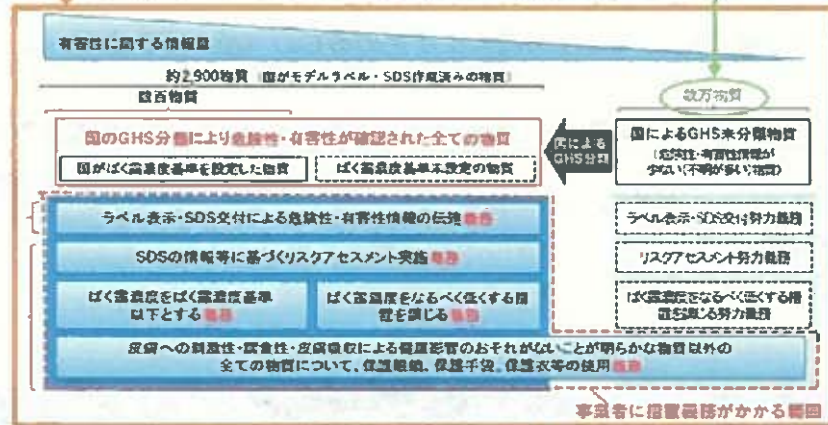 有害性に関する情報量
約2,900物質（国がモデルラベル・SDS作成済みの物質）
数百物質
数万物質
国のGHS分類により危険性・有害性が確認された全ての物質
国がばく露濃度基準を設定した物質
ばく露濃度基準未設定の物質
国による
GHS分類
国によるGHS未分類物質
（危険性・有害性情報が
少ない（不明が多い）物質）
ラベル表示・SDS交付による危険性・有害性情報の伝達義務
ラベル表示・SDS交付努力義務
SDSの情報等に基づくリスクアセスメント実施義務
リスクアセスメント努力義務
ばく露濃度をばく露濃度基準
以下とする義務
ばく露濃度をなるべく低くする措
置を講じる義務
ばく露濃度をなるべく低くする措
置を講じる努力義務
皮膚への刺激性・腐食性・皮膚吸収による健康影響のおそれがないことが明らかな物質以外の
全ての物質について、保護眼鏡、保護手袋、保護衣等の使用義務
事業者に措置義務がかかる範囲